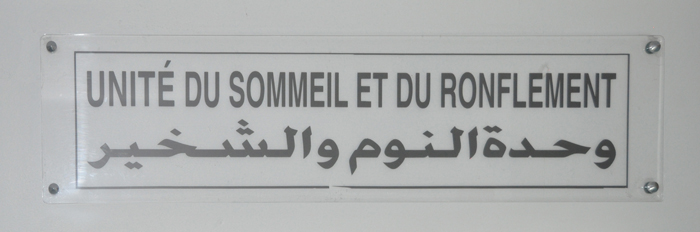 UNITÉ DU SOMMEIL ET DU RONFLEMENT
وحدة النوم والشخير